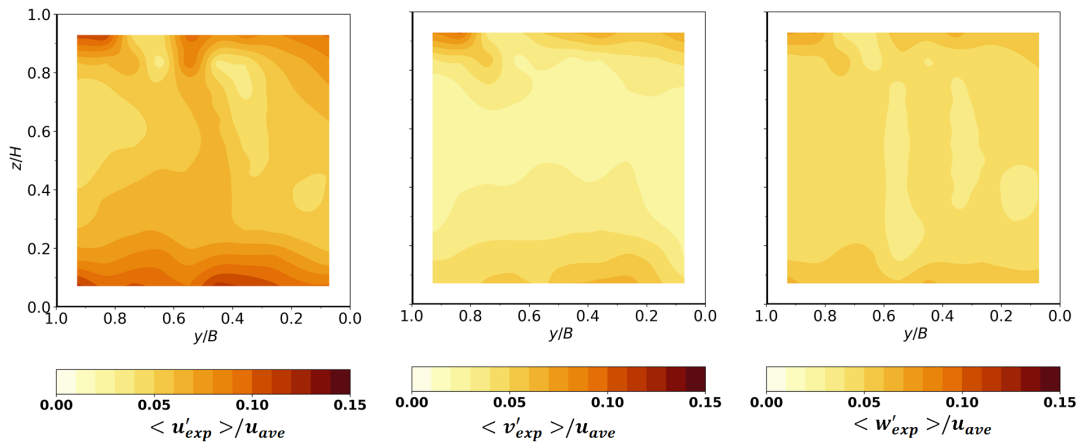 1.0
0.8
0.6
0.4
0.2
0.0
z/H
1.0 0.8 0.6 0.4 0.2 0.0
y/B
1.0 0.8 0.6 0.4 0.2 0.0
y/B
1.0 0.8 0.6 0.4 0.2 0.0
y/B
0.00 0.05 0.10 0.15
< u'exp > /uave
0.00 0.05 0.10 0.15
< v'exp > /uave
0.00 0.05 0.10 0.15
< w'exp > /uave